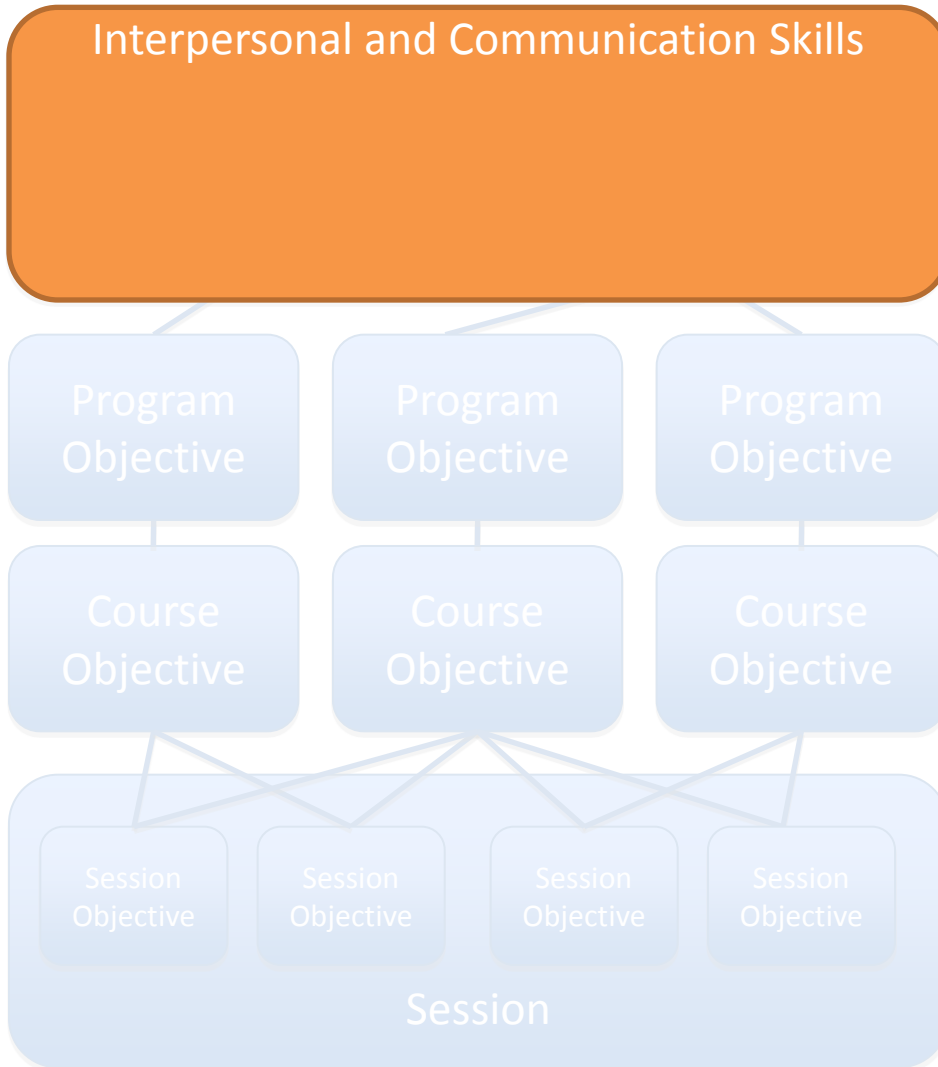 Interpersonal and Communication Skills
Program
Objective
Program
Objective
Program
Objective
Course
Objective
Course
Objective
Course
Objective
Session
Objective
Session
Objective
Session
Objective
Session
Objective
Session